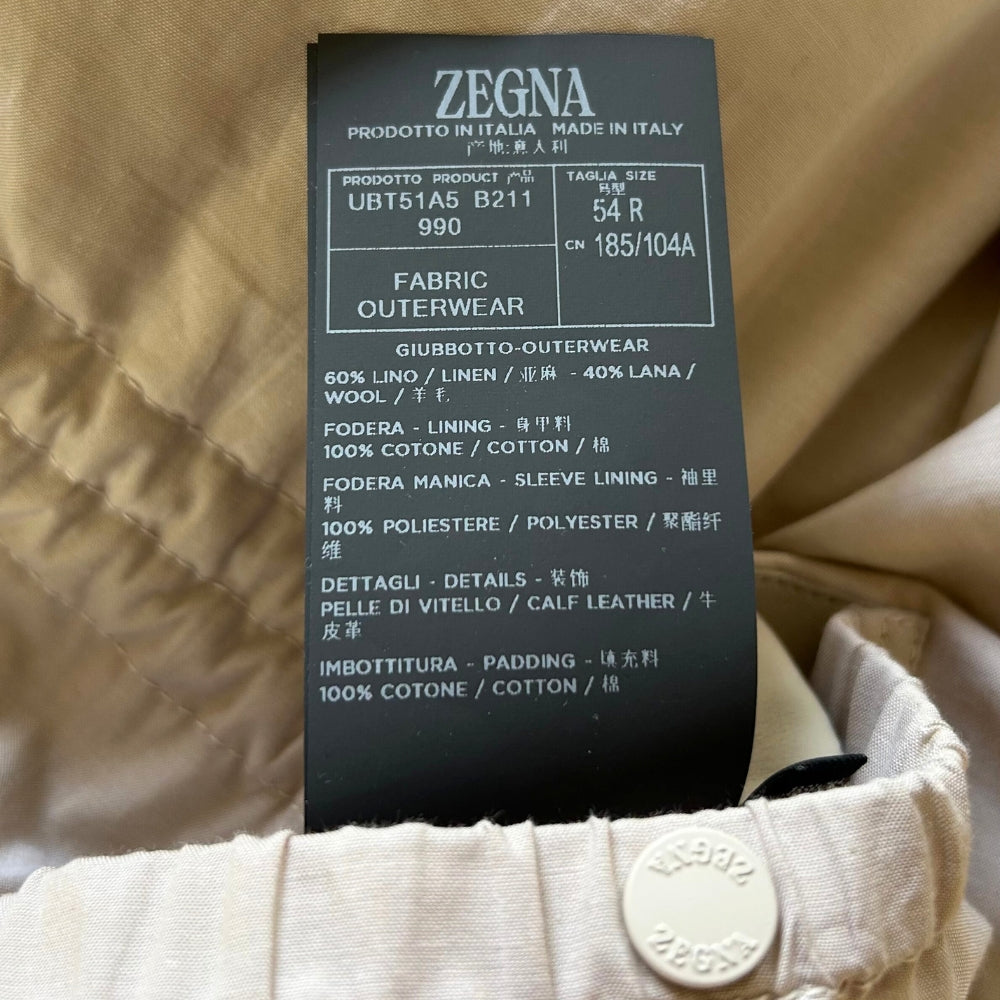 ZEGNA
PRODOTTO IN ITALIA MADE IN ITALY
产地:意大利
PRODOTTO PRODUCT 产品
UBT51A5 B211
990
FABRIC
OUTERWEAR
TAGLIA SIZE
号型
54 R
CN 185/104A
GIUBBOTTO-OUTERWEAR
60% LINO / LINEN / 亚麻 - 40% LANA /
WOOL / 羊毛
FODERA - LINING - 身甲料
100% COTONE / COTTON / 棉
FODERA MANICA - SLEEVE LINING - 袖里
料
100% POLIESTERE / POLYESTER / 聚酯纤
维
DETTAGLI - DETAILS - 装饰
PELLE DI VITELLO / CALF LEATHER / 牛
皮革
IMBOTTITURA - PADDING - 填充料
100% COTONE / COTTON / 棉
ZEGNA
ZEGNA